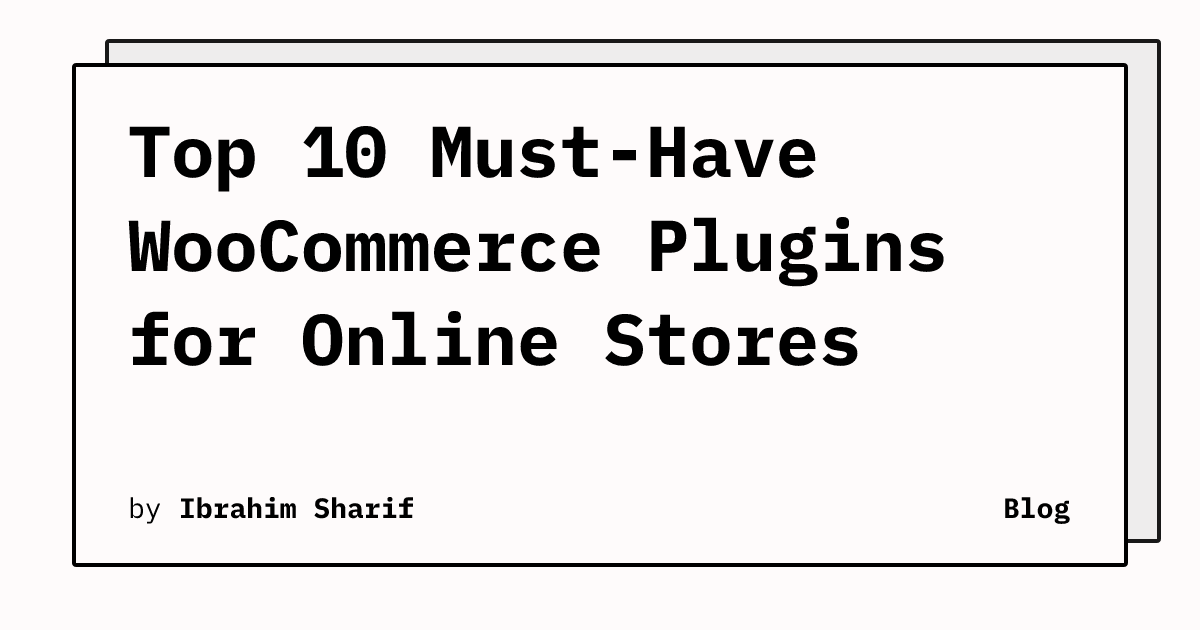 Top 10 Must-Have
WooCommerce Plugins
for Online Stores
by Ibrahim Sharif
Blog